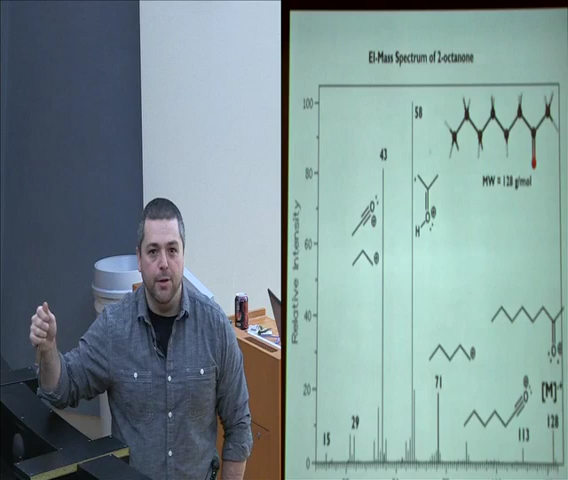 EI-Mass Spectrum of 2-octanone
100
58
43
80
MW = 128 g/mol
O
O
H
60
Relative Intensity
40
O
71
[M]⁺
20
29
O
15
113
128
0